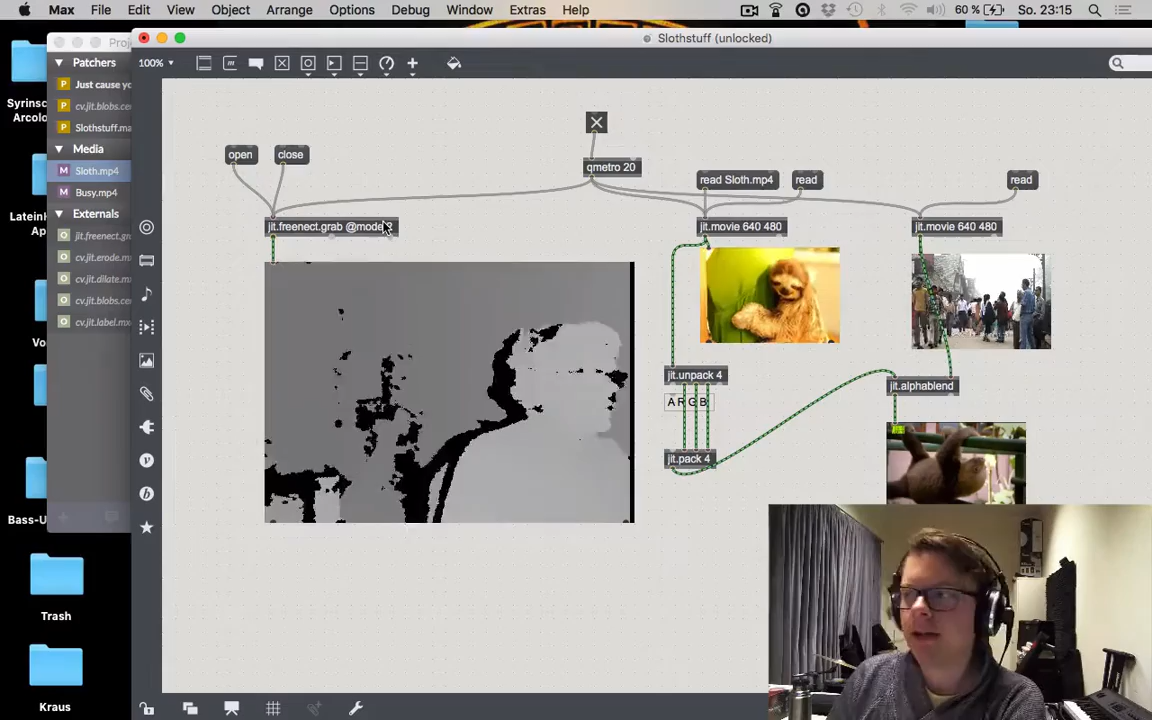 Max File Edit View Object Arrange Options Debug Window Extras Help 60 % So. 23:15
Slothstuff (unlocked)
100%
Patchers
Just cause yo
cv.jit.blobs.ce
Slothstuff.ma
Media
Sloth.mp4
Busy.mp4
Externals
jit.freenect.gr
cv.jit.erode.m
cv.jit.dilate.m
cv.jit.blobs.ce
cv.jit.label.mx
Syrinsc
Arcolo
Bass-U
Trash
Kraus
open close
qmetro 20
read Sloth.mp4 read read
jit.freenect.grab @mode
jit.movie 640 480
jit.movie 640 480
jit.unpack 4
A R G B
jit.alphablend
jit.pack 4